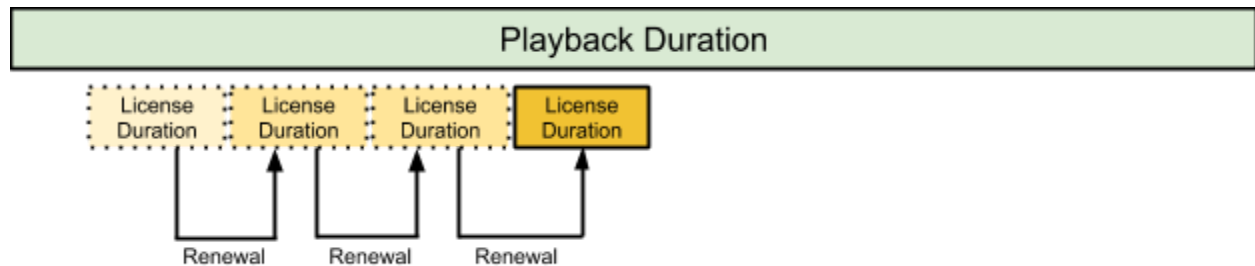 Playback Duration
License
Duration
License
Duration
License
Duration
License
Duration
Renewal
Renewal
Renewal